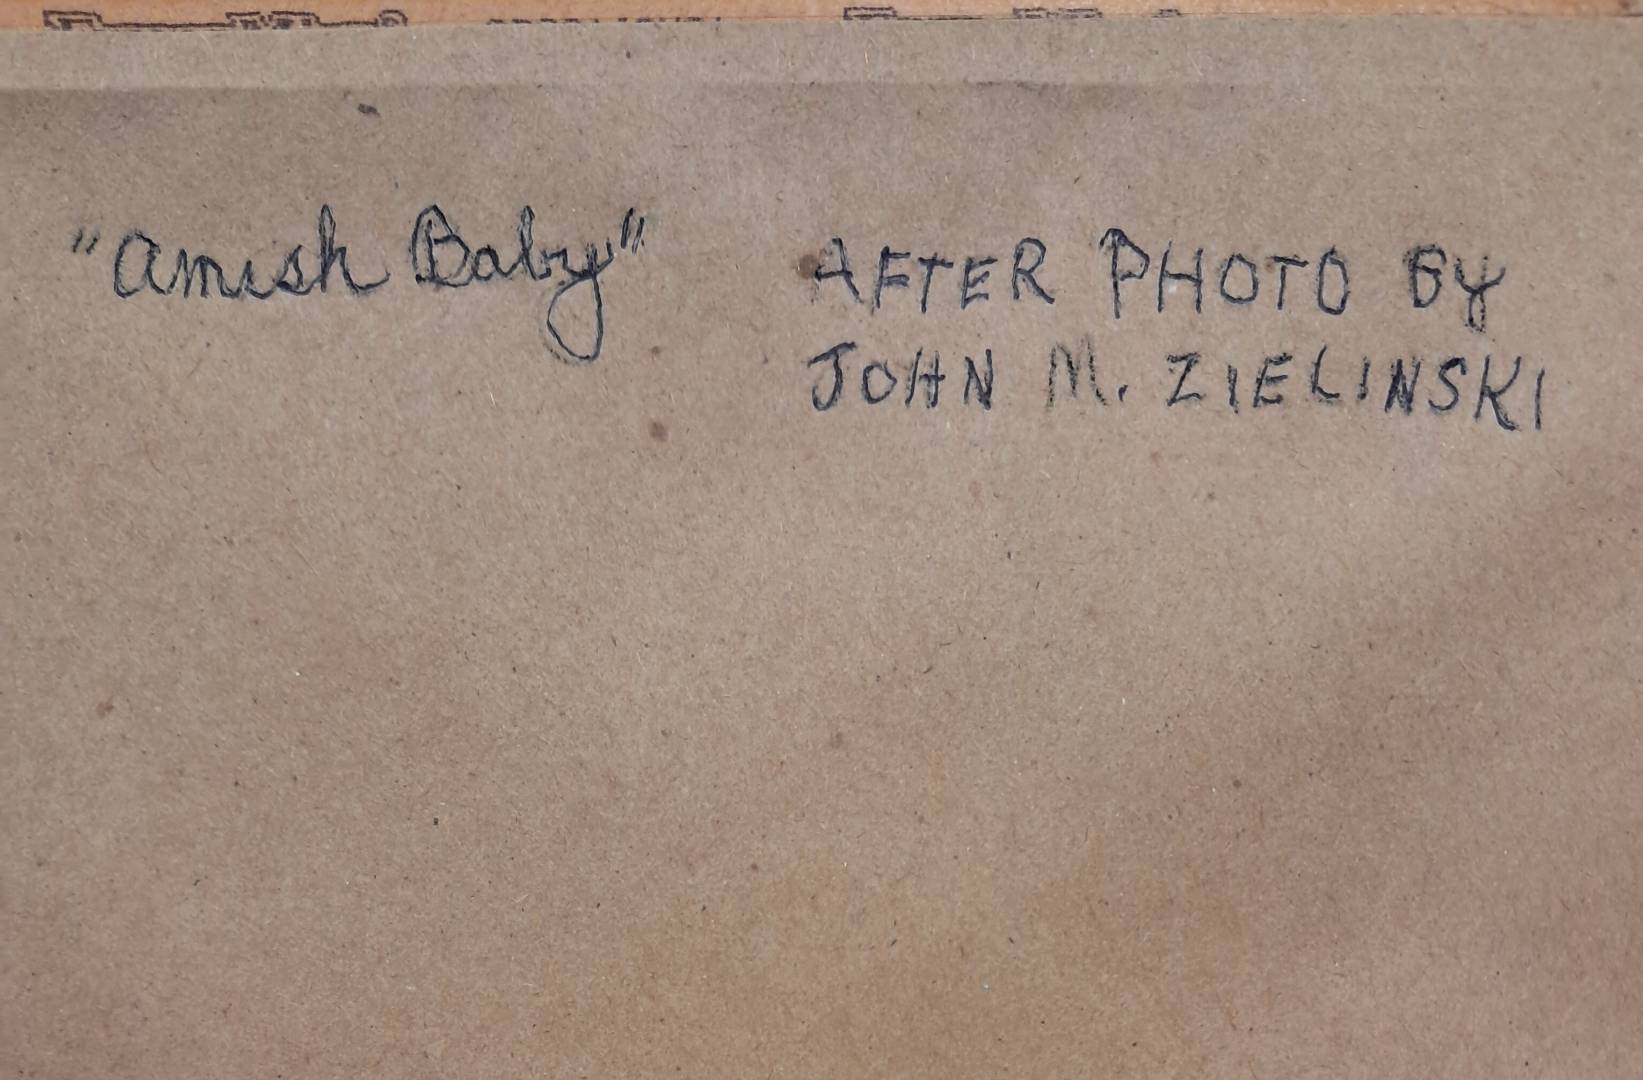 "Amish Baby" AFTER PHOTO BY
JOHN M. ZIELINSKI